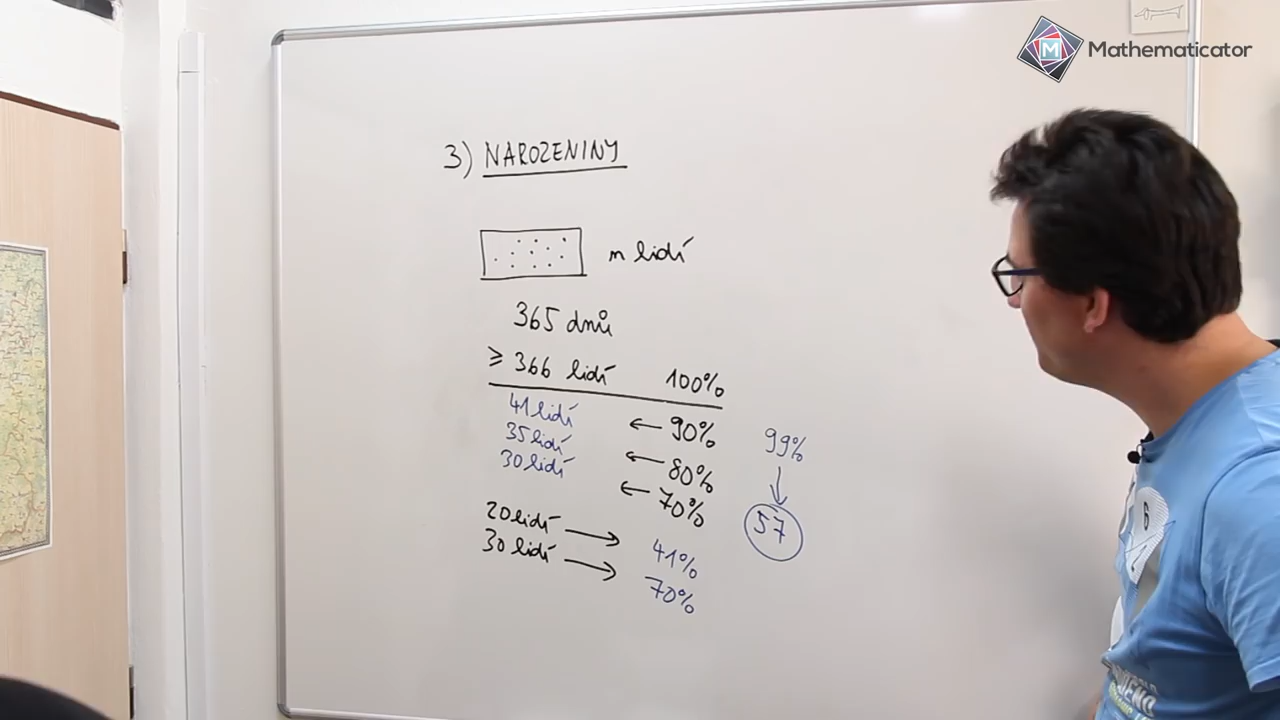 Mathematicator
3) NAROZENINY
n lidí
365 dnů
≥ 366 lidí 100%
41 lidí ← 90%
35 lidí ← 80%
30 lidí ← 70%
99%
↓
57
20 lidí → 41%
30 lidí → 70%
6